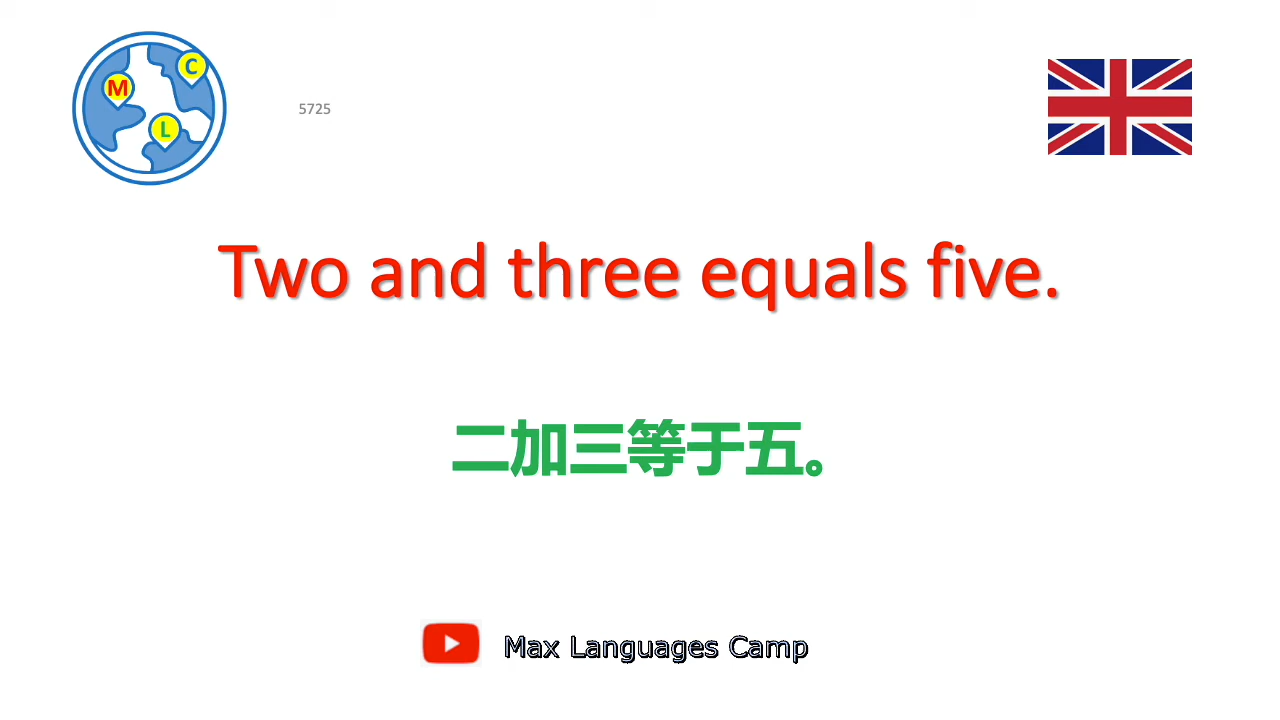 C
M
L
5725
Two and three equals five.
二加三等于五。
Max Languages Camp